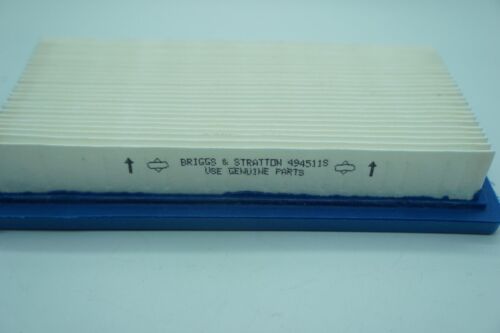 BRIGGS & STRATTON 494511S
USE GENUINE PARTS